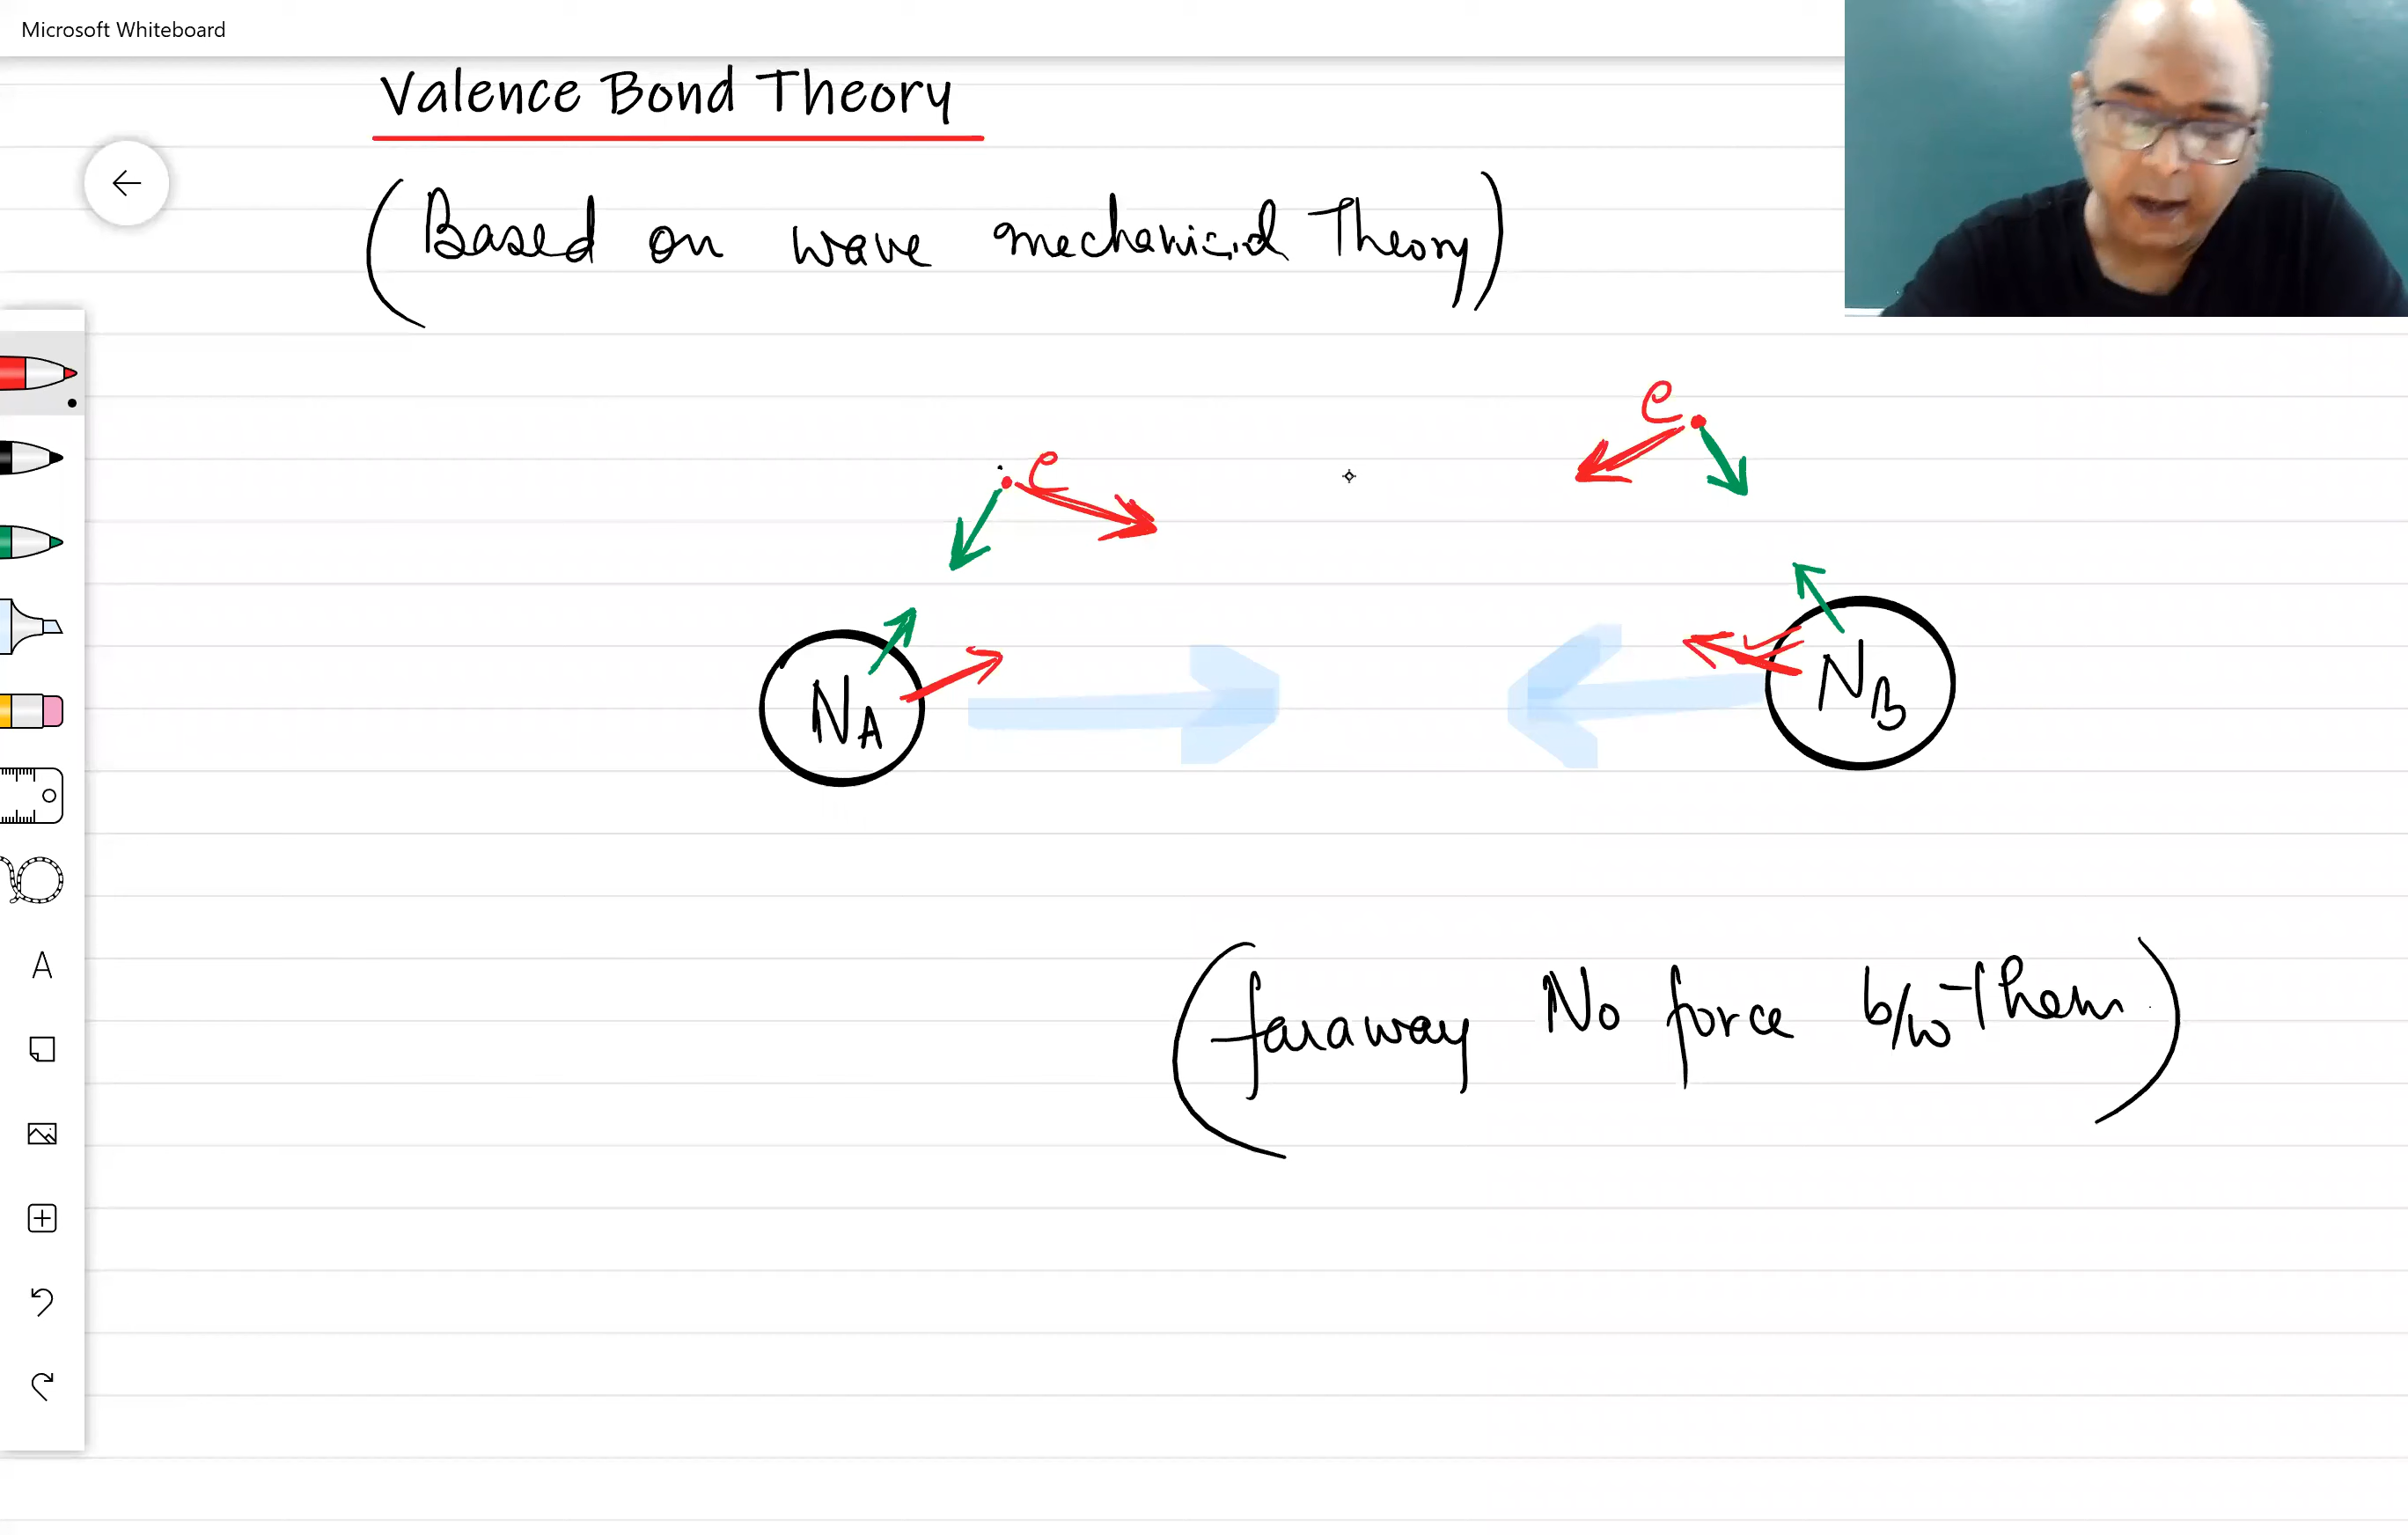 Microsoft Whiteboard
Valence Bond Theory
(Based on wave mechanical Theory)
e
e
NA
NB
(faraway No force b/w Them)
A